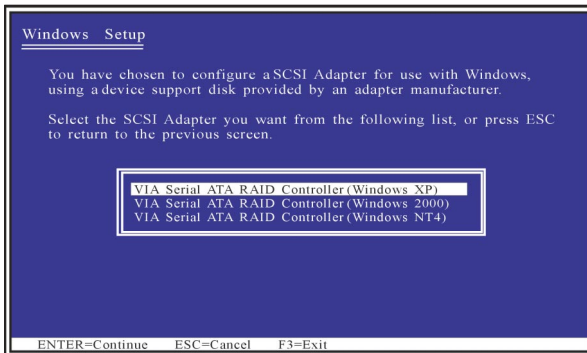 Windows Setup
You have chosen to configure a SCSI Adapter for use with Windows,
using a device support disk provided by an adapter manufacturer.
Select the SCSI Adapter you want from the following list, or press ESC
to return to the previous screen.
VIA Serial ATA RAID Controller(Windows XP)
VIA Serial ATA RAID Controller(Windows 2000)
VIA Serial ATA RAID Controller(Windows NT4)
ENTER=Continue ESC=Cancel F3=Exit